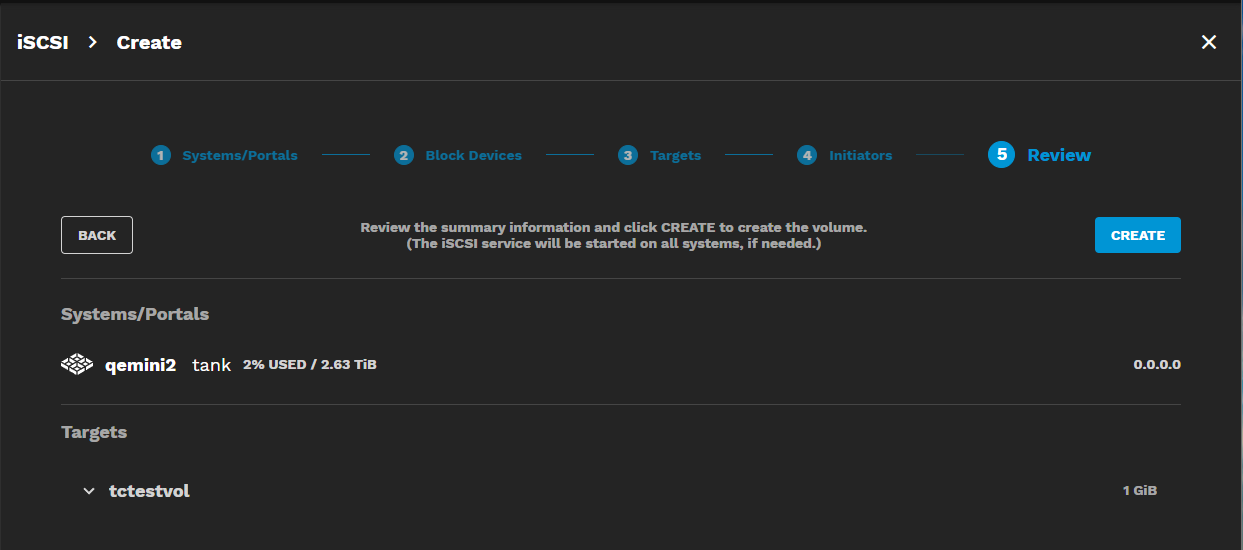 iSCSI > Create
1 Systems/Portals 2 Block Devices 3 Targets 4 Initiators 5 Review
BACK
Review the summary information and click CREATE to create the volume.
(The iSCSI service will be started on all systems, if needed.)
CREATE
Systems/Portals
qemini2 tank 2% USED / 2.63 TiB 0.0.0.0
Targets
tctestvol 1 GiB